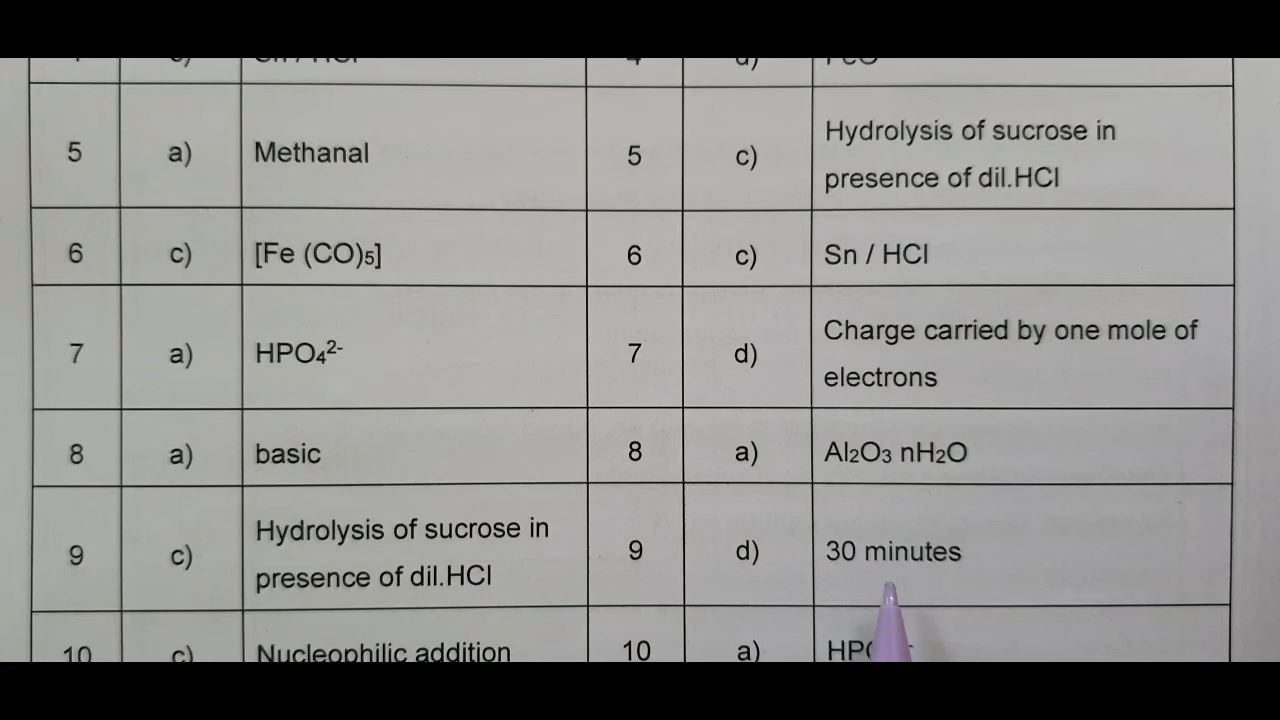 4 d) FeO
5 a) Methanal 5 c) Hydrolysis of sucrose in
presence of dil.HCl
6 c) [Fe (CO)₅] 6 c) Sn / HCl
7 a) HPO₄²⁻ 7 d) Charge carried by one mole of
electrons
8 a) basic 8 a) Al₂O₃ nH₂O
9 c) Hydrolysis of sucrose in
presence of dil.HCl 9 d) 30 minutes
10 c) Nucleophilic addition 10 a)